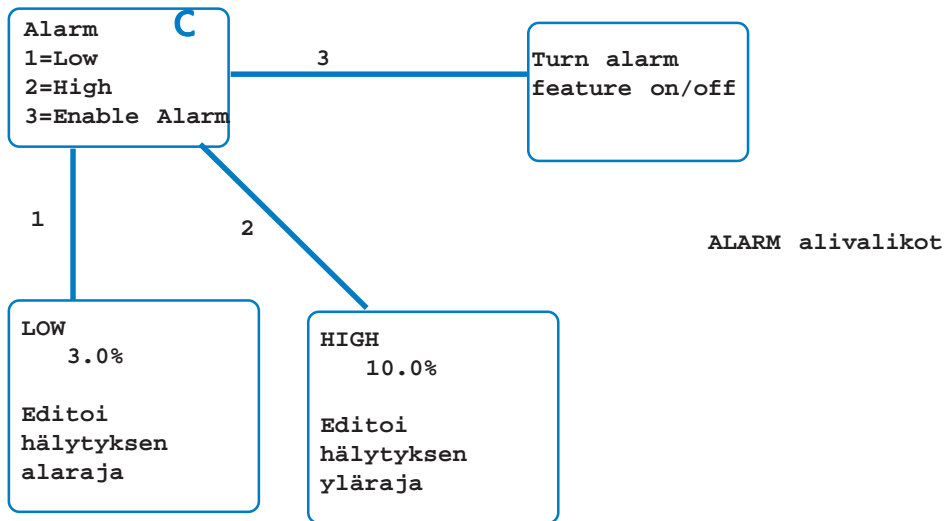 Alarm
C
1=Low
2=High
3=Enable Alarm
3
Turn alarm
feature on/off
1
2
ALARM alivalikot
LOW
3.0%
Editoi
hälytyksen
alaraja
HIGH
10.0%
Editoi
hälytyksen
yläraja